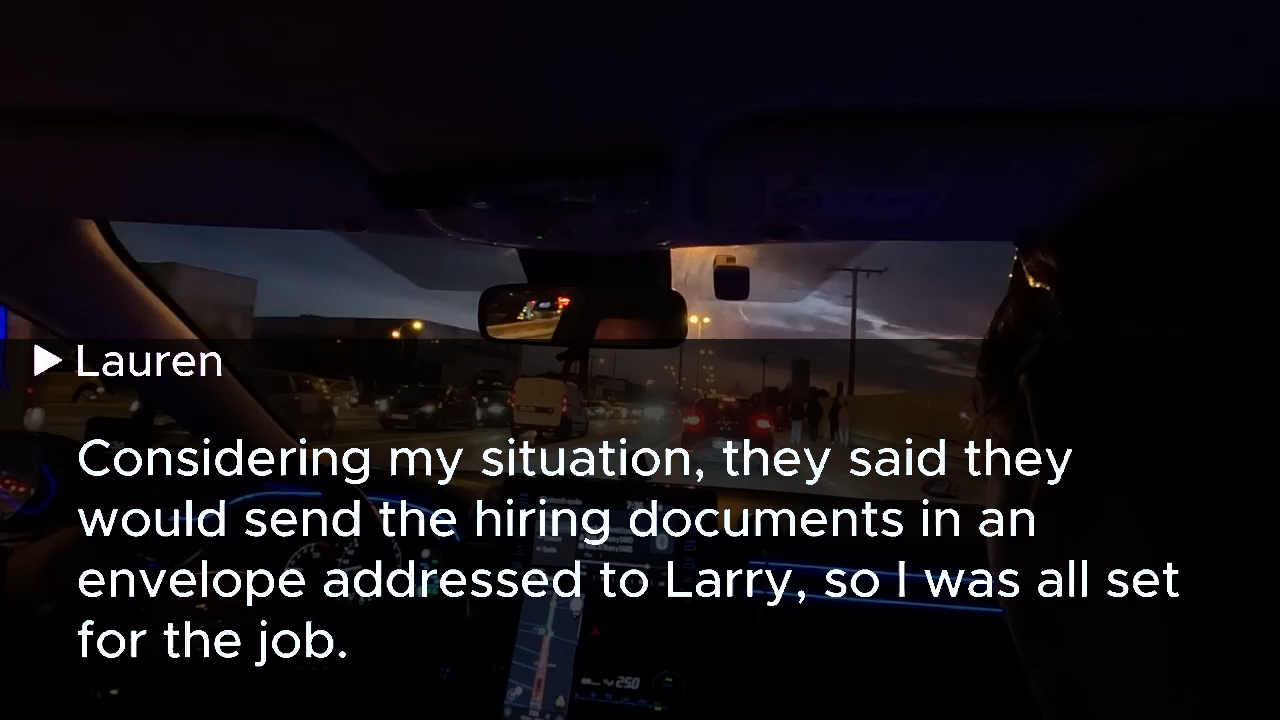 ▶ Lauren
Considering my situation, they said they
would send the hiring documents in an
envelope addressed to Larry, so I was all set
for the job.
250